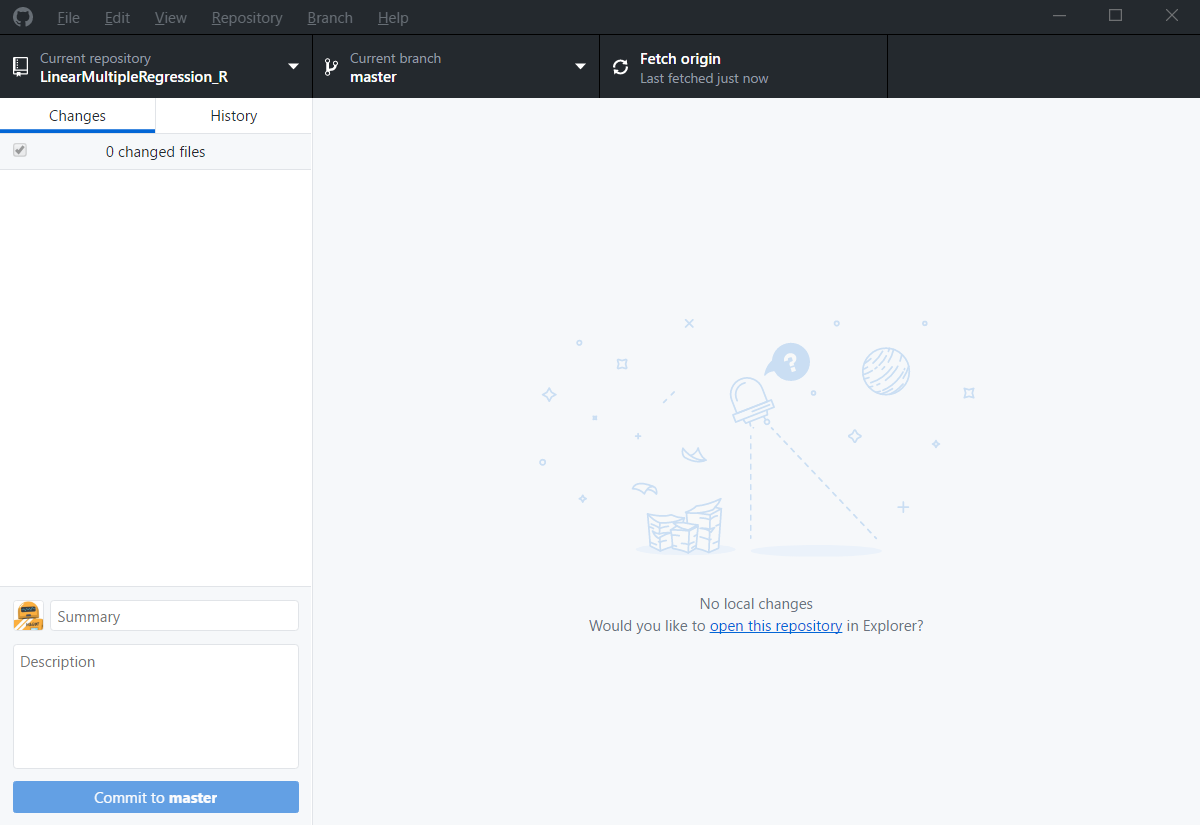 File Edit View Repository Branch Help
Current repository
LinearMultipleRegression_R
Current branch
master
Fetch origin
Last fetched just now
Changes
History
0 changed files
?
Summary
Description
Commit to master
No local changes
Would you like to open this repository in Explorer?